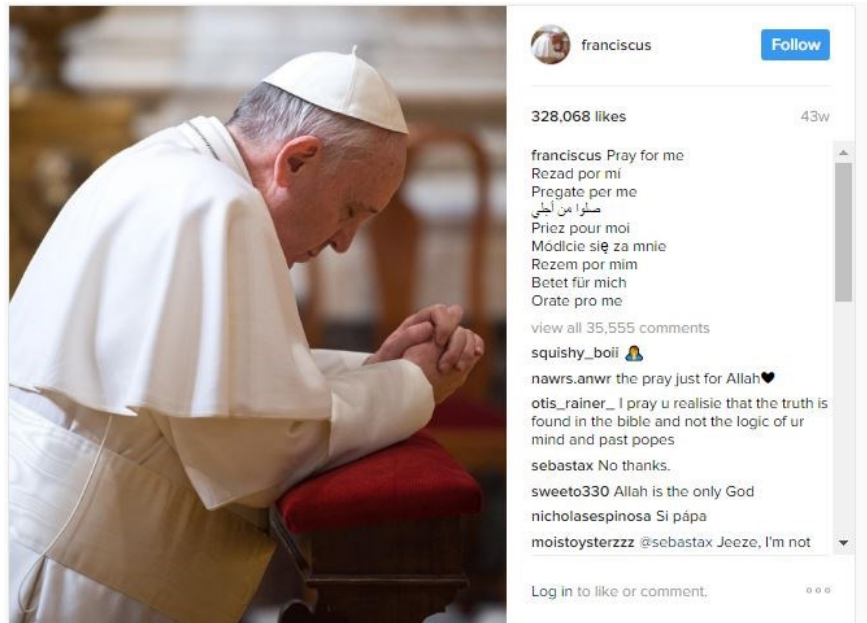 franciscus
Follow
328,068 likes
43w
franciscus Pray for me
Rezad por mí
Pregate per me
صلوا من أجلي
Priez pour moi
Módlcie się za mnie
Rezem por mim
Betet für mich
Orate pro me
view all 35,555 comments
squishy_boii 🤦‍♂️
nawrs.anwr the pray just for Allah🖤
otis_rainer_ I pray u realisie that the truth is
found in the bible and not the logic of ur
mind and past popes
sebastax No thanks.
sweeto330 Allah is the only God
nicholasespinosa Si pápa
moistoysterzzz @sebastax Jeeze, I'm not
Log in to like or comment.